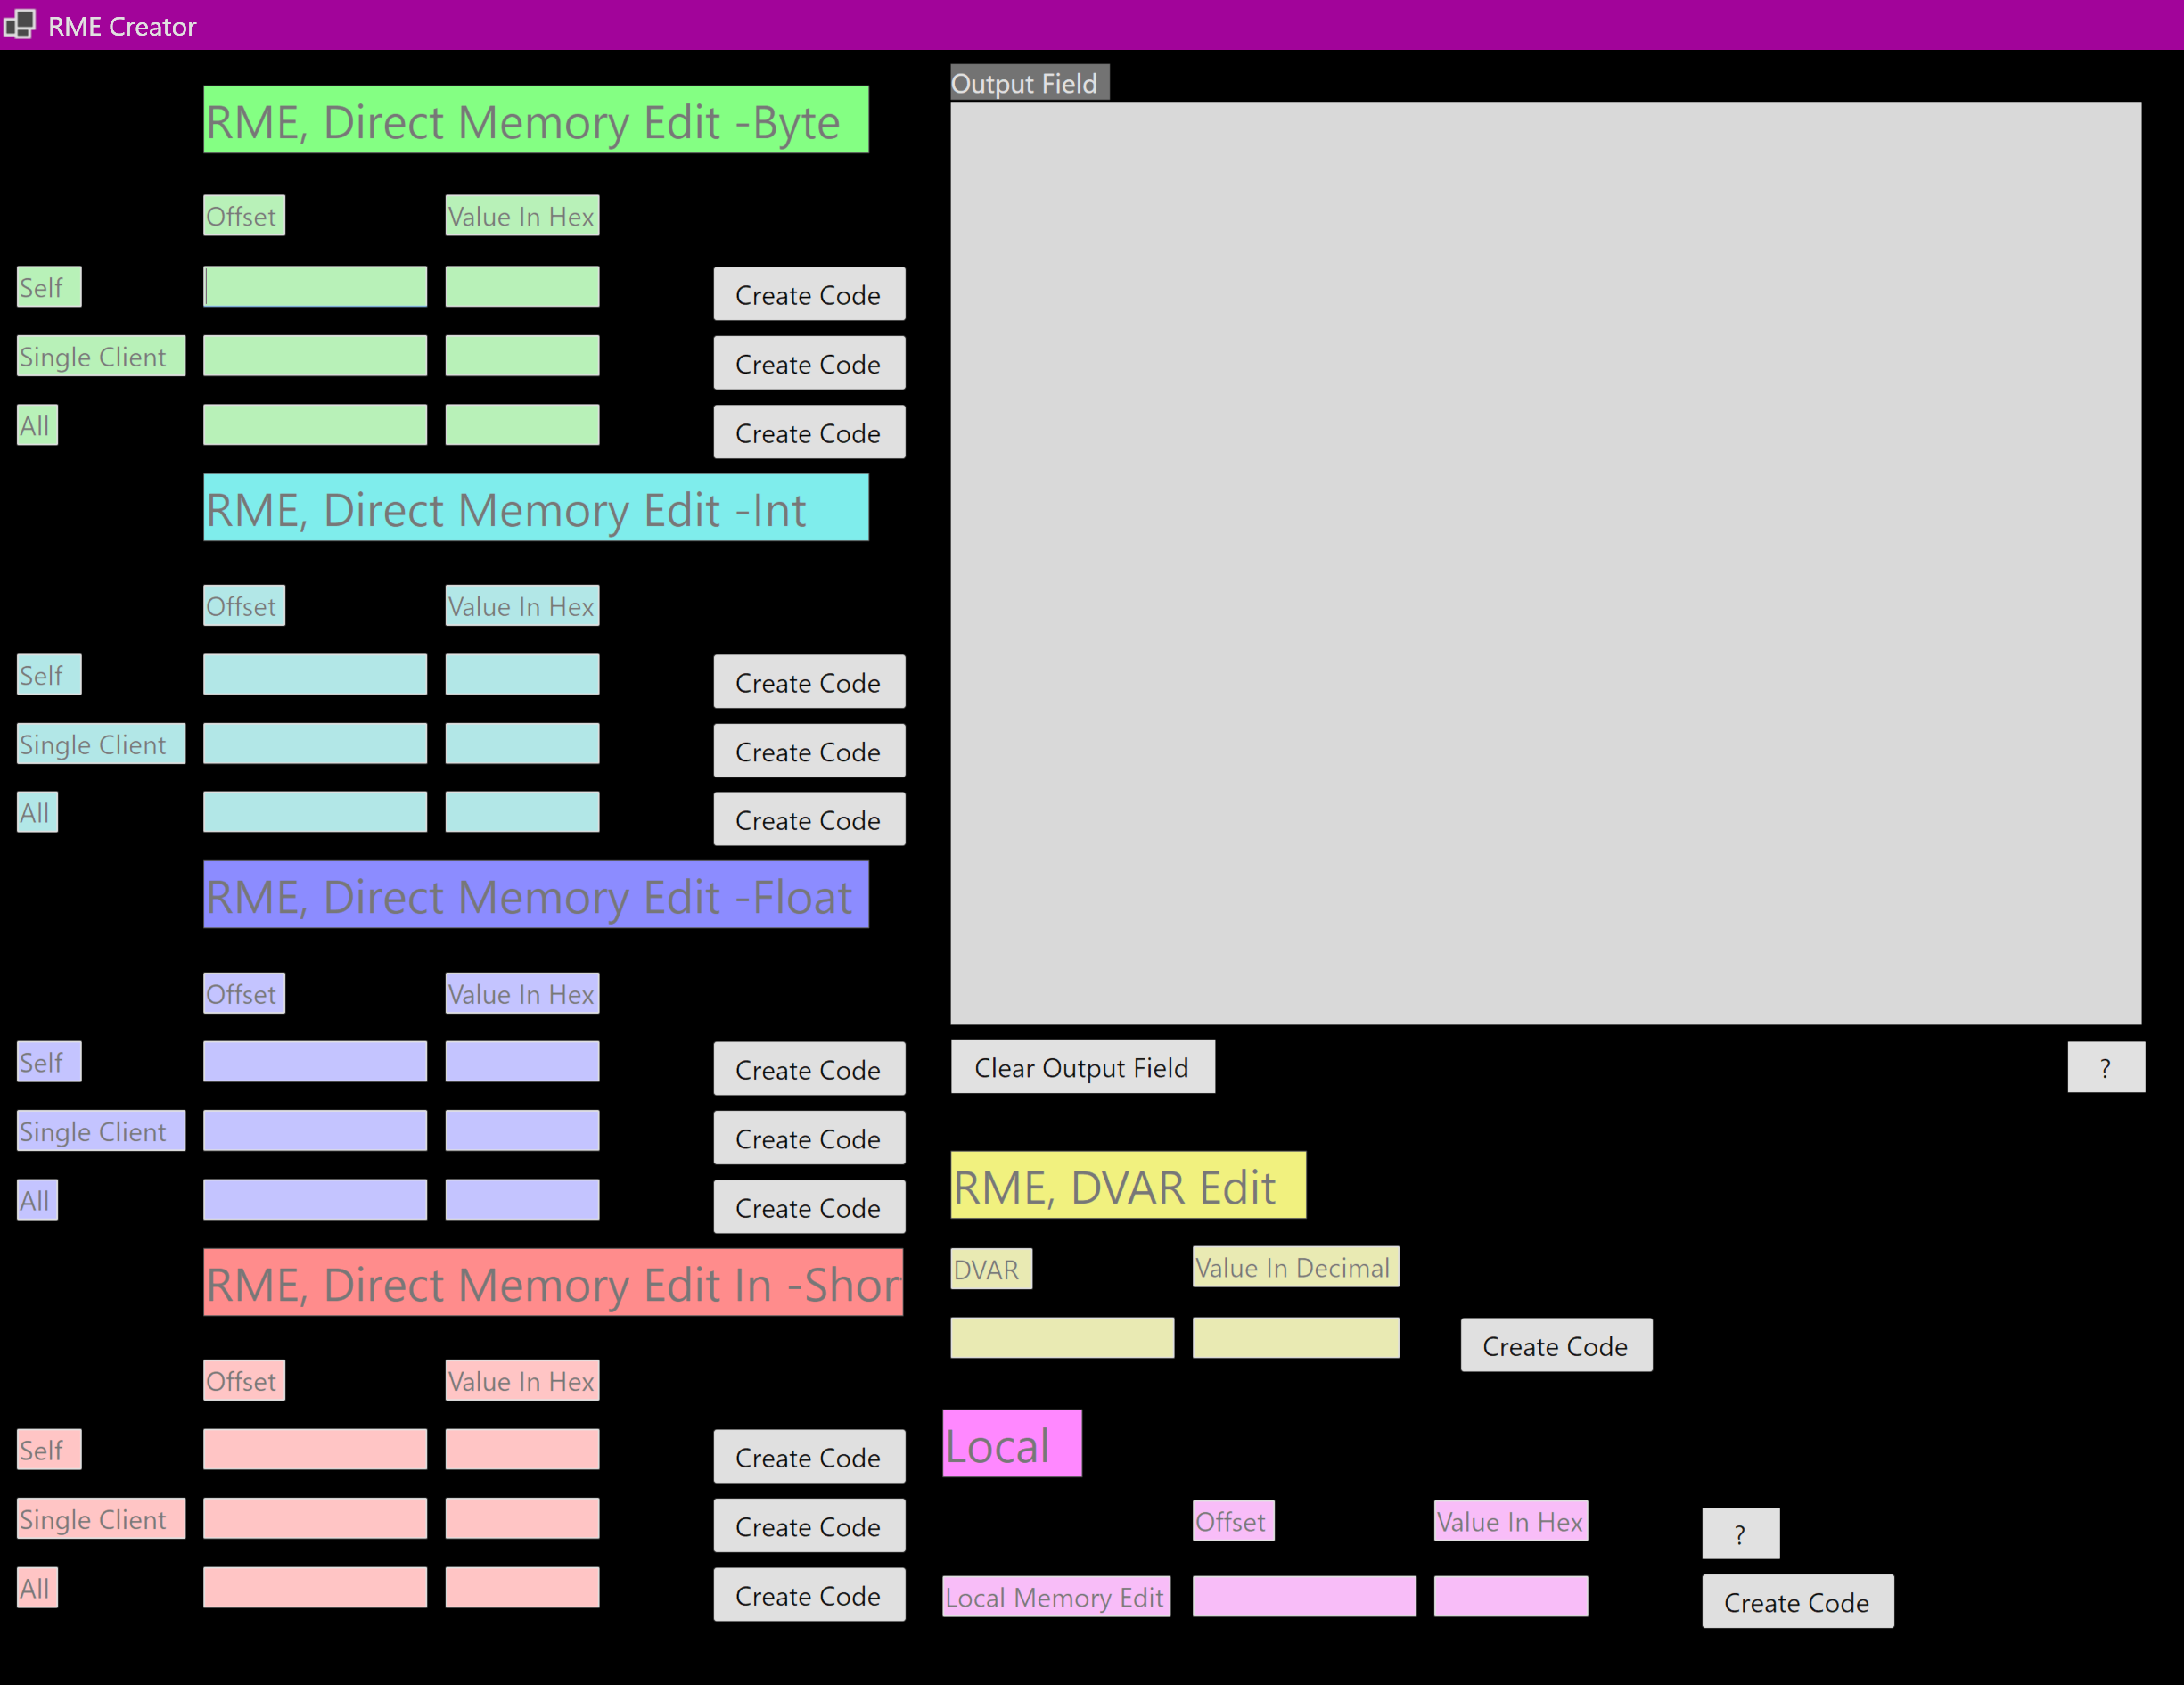 RME Creator
RME, Direct Memory Edit -Byte
Offset Value In Hex
Self Create Code
Single Client Create Code
All Create Code
RME, Direct Memory Edit -Int
Offset Value In Hex
Self Create Code
Single Client Create Code
All Create Code
RME, Direct Memory Edit -Float
Offset Value In Hex
Self Create Code
Single Client Create Code
All Create Code
RME, Direct Memory Edit In -Shor
Offset Value In Hex
Self Create Code
Single Client Create Code
All Create Code
Output Field
Clear Output Field ?
RME, DVAR Edit
DVAR Value In Decimal
Create Code
Local
Offset Value In Hex ?
Local Memory Edit Create Code